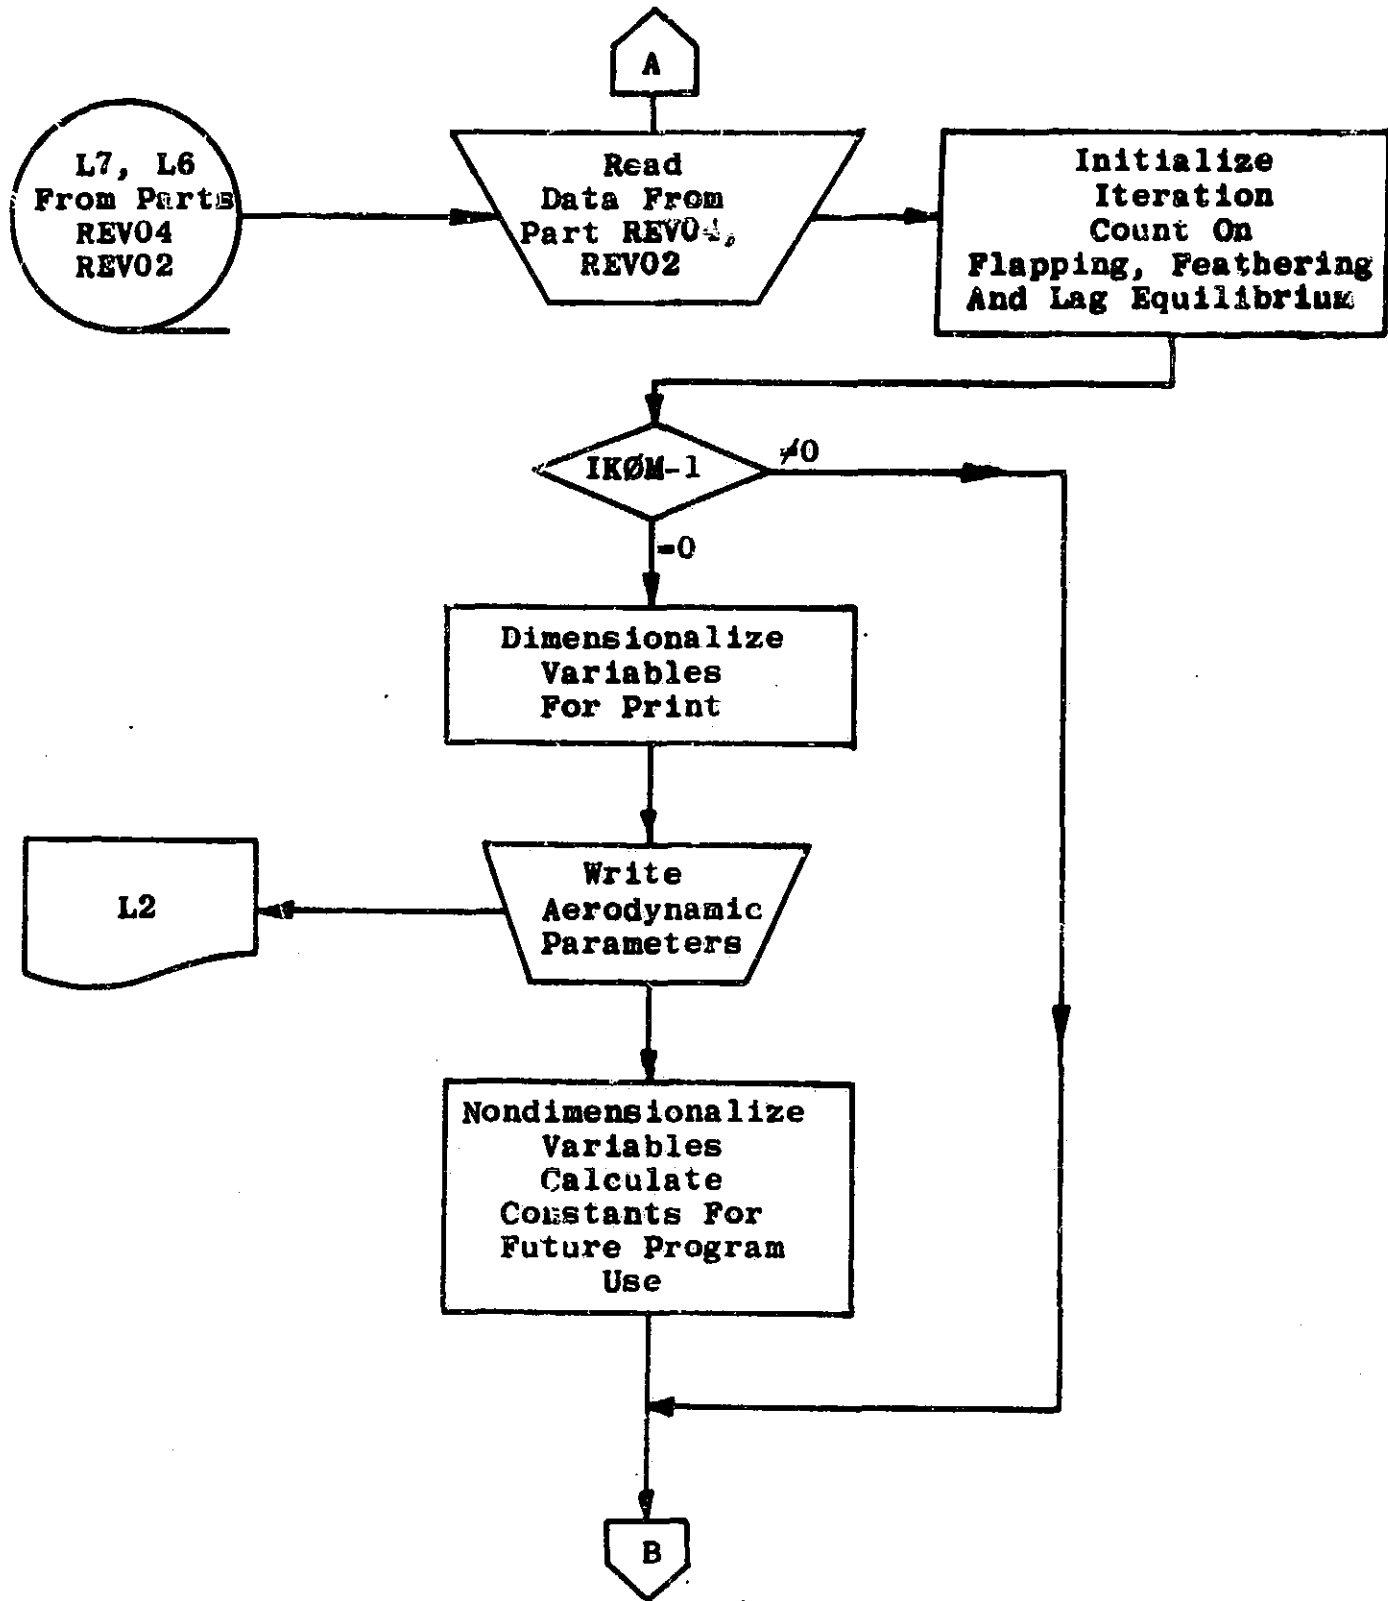 A
L7, L6
From Parts
REV04
REV02
Read
Data From
Part REV04,
REV02
Initialize
Iteration
Count On
Flapping, Feathering
And Lag Equilibrium
IKØM-1
≠0
=0
Dimensionalize
Variables
For Print
Write
Aerodynamic
Parameters
L2
Nondimensionalize
Variables
Calculate
Constants For
Future Program
Use
B